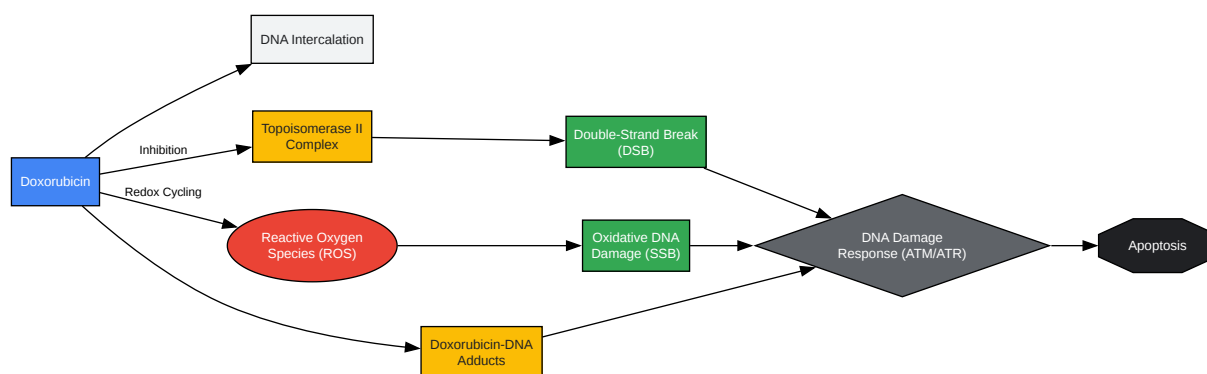 DNA Intercalation
Topoisomerase II
Complex
Double-Strand Break
(DSB)
Inhibition
Doxorubicin
Redox Cycling
Reactive Oxygen
Species (ROS)
Oxidative DNA
Damage (SSB)
DNA Damage
Response (ATM/ATR)
Apoptosis
Doxorubicin-DNA
Adducts